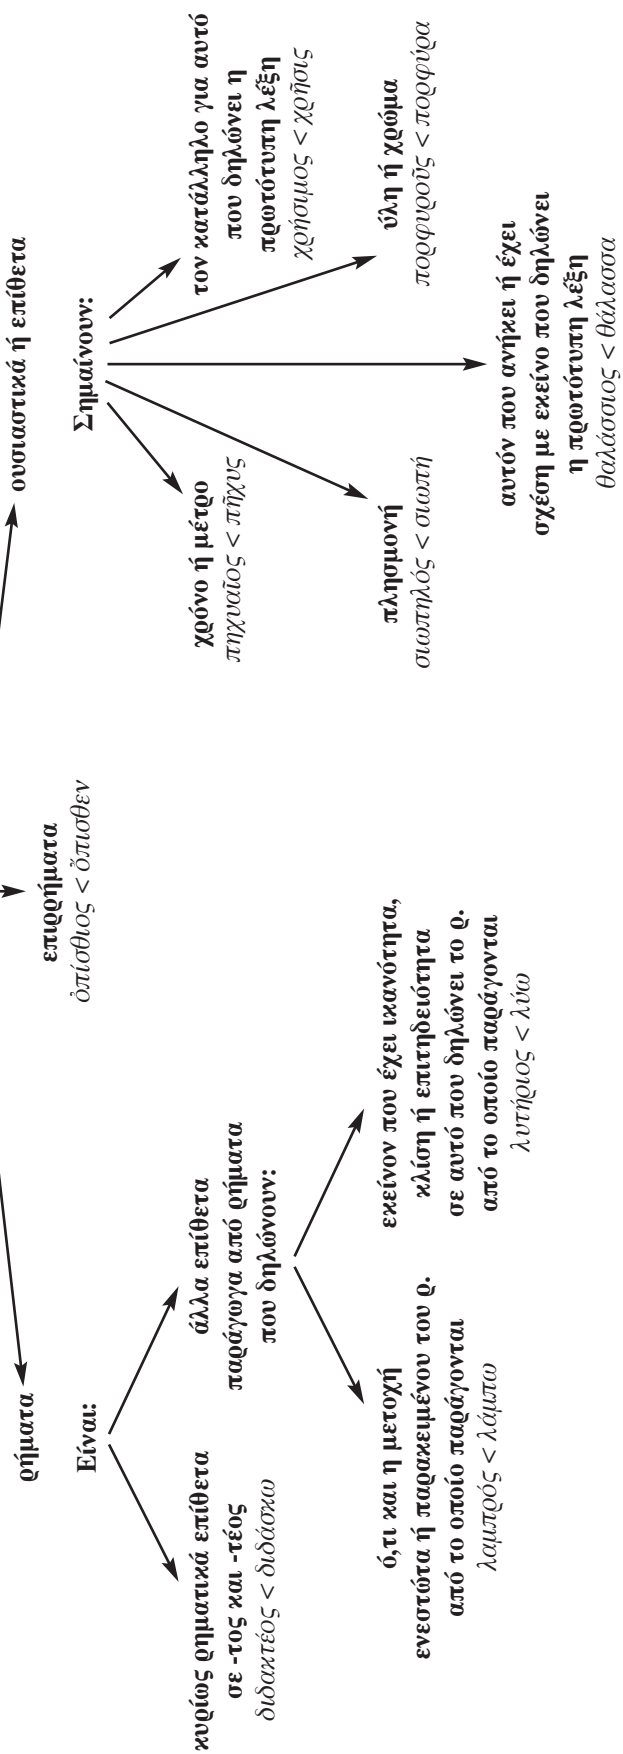 ρήματα
Είναι:
κυρίως ρηματικά επίθετα
σε -τος και -τέος
διδακτέος < διδάσκω
άλλα επίθετα
παράγωγα από ρήματα
που δηλώνουν:
ό,τι και η μετοχή
ενεστώτα ή παρακειμένου του ρ.
από το οποίο παράγονται
λαμπρός < λάμπω
εκείνον που έχει ικανότητα,
κλίση ή επιτηδειότητα
σε αυτό που δηλώνει το ρ.
από το οποίο παράγονται
λυτήριος < λύω
επιρρήματα
ὀπίσθιος < ὄπισθεν
ουσιαστικά ή επίθετα
Σημαίνουν:
χρόνο ή μέτρο
πηχυαῖος < πῆχυς
πλησμονή
σιωπηλός < σιωπή
αυτόν που ανήκει ή έχει
σχέση με εκείνο που δηλώνει
η πρωτότυπη λέξη
θαλάσσιος < θάλασσα
ύλη ή χρώμα
πορφυροῦς < πορφύρα
τον κατάλληλο για αυτό
που δηλώνει η
πρωτότυπη λέξη
χρήσιμος < χρῆσις